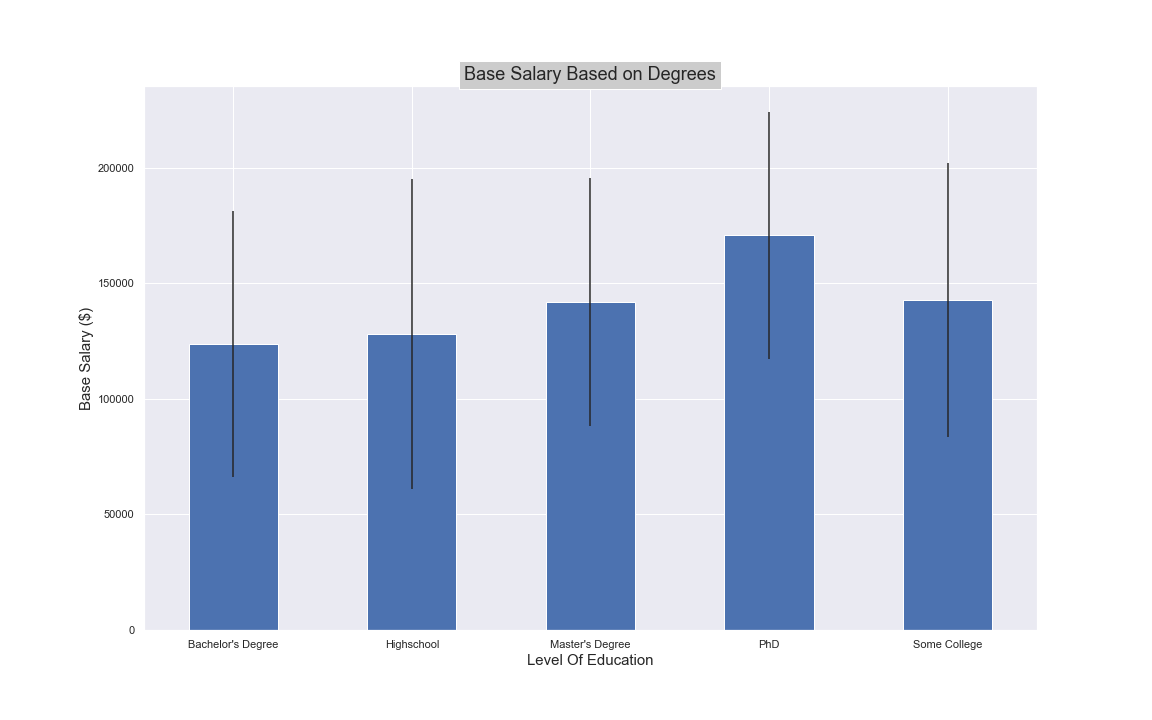 Base Salary Based on Degrees
200000
150000
100000
50000
0
Base Salary ($)
Bachelor's Degree
Highschool
Master's Degree
PhD
Some College
Level Of Education